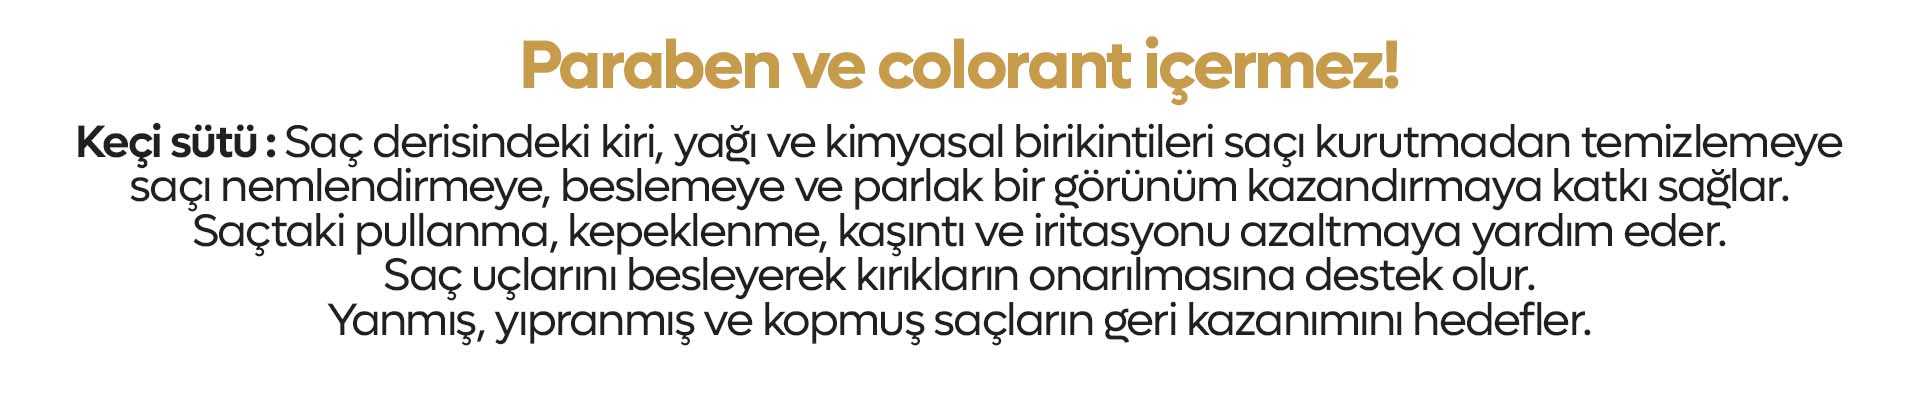 Paraben ve colorant içermez!
Keçi sütü : Saç derisindeki kiri, yağı ve kimyasal birikintileri saçı kurutmadan temizlemeye
saçı nemlendirmeye, beslemeye ve parlak bir görünüm kazandırmaya katkı sağlar.
Saçtaki pullanma, kepeklenme, kaşıntı ve iritasyonu azaltmaya yardım eder.
Saç uçlarını besleyerek kırıkların onarılmasına destek olur.
Yanmış, yıpranmış ve kopmuş saçların geri kazanımını hedefler.